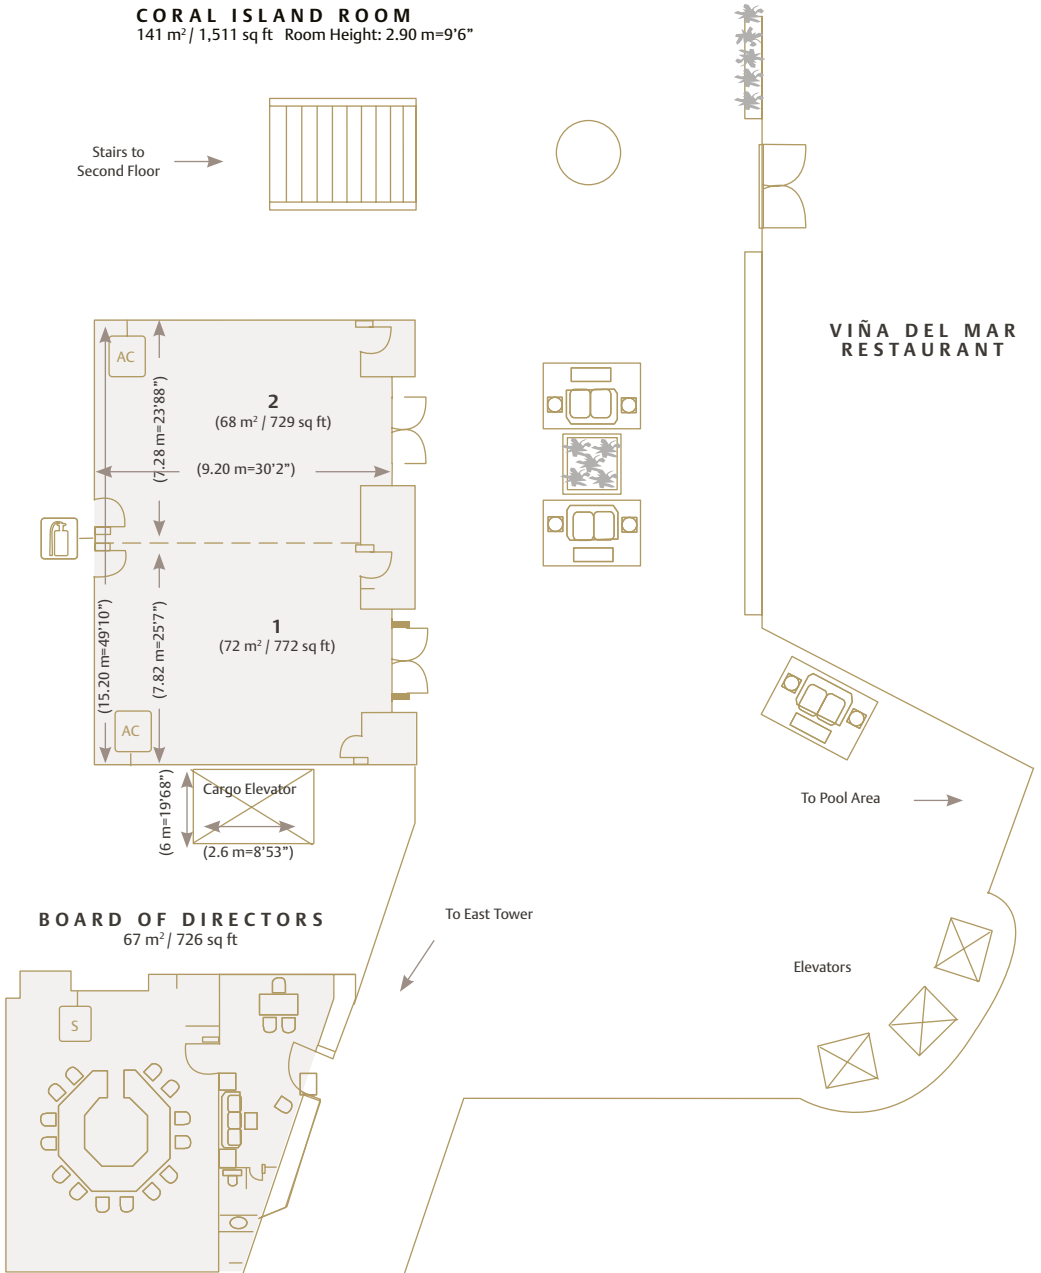 CORAL ISLAND ROOM
141 m²/ 1,511 sq ft Room Height: 2.90 m=9'6”
Stairs to
Second Floor
VIÑA DEL MAR
RESTAURANT
AC
2
(68 m² / 729 sq ft)
(7.28 m=23'88”)
(9.20 m=30'2”)
(15.20 m=49'10”)
(7.82 m=25'7”)
1
(72 m² / 772 sq ft)
AC
Cargo Elevator
(6 m=19'68”)
(2.6 m=8'53”)
To Pool Area
BOARD OF DIRECTORS
67 m²/ 726 sq ft
To East Tower
Elevators
S